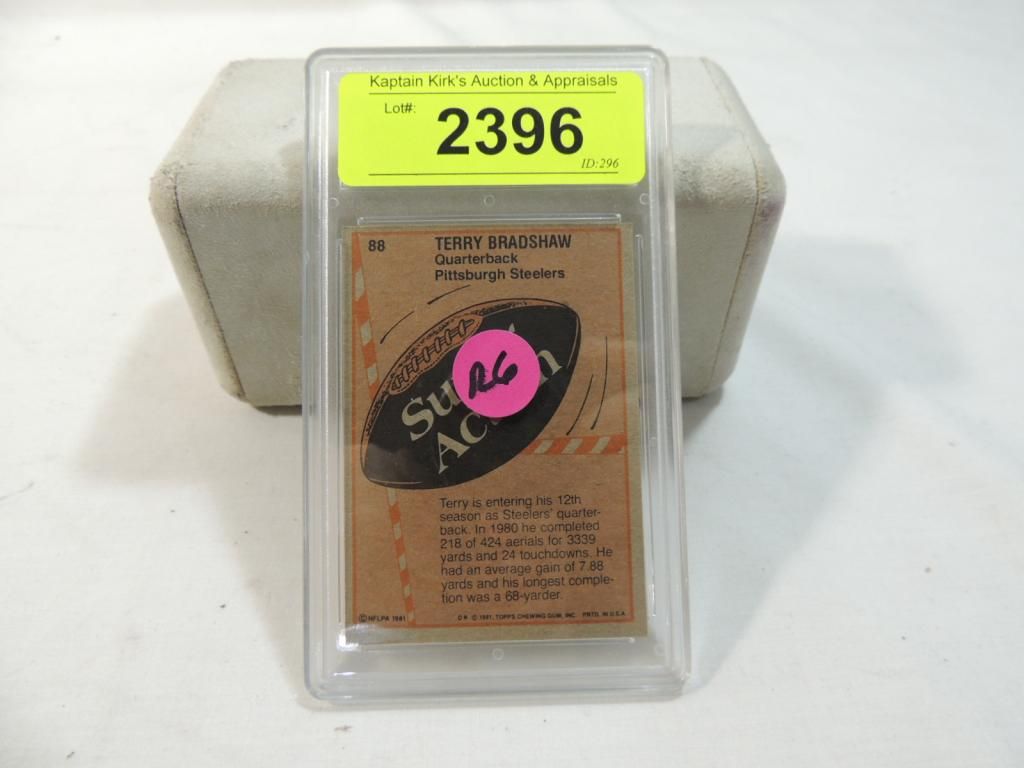 Kaptain Kirk's Auction & Appraisals
Lot#:
2396
ID:296
88
TERRY BRADSHAW
Quarterback
Pittsburgh Steelers
R6
Terry is entering his 12th
season as Steelers' quarter-
back. In 1980 he completed
218 of 424 aerials for 3339
yards and 24 touchdowns. He
had an average gain of 7.88
yards and his longest comple-
tion was a 68-yarder.
© NFLPA 1981
D* © 1981, TOPPS CHEWING GUM, INC. PRTD. IN U.S.A.